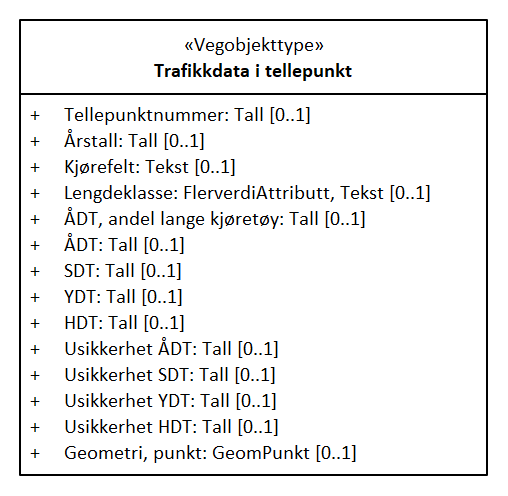 «Vegobjekttype»
Trafikkdata i tellepunkt
+ Tellepunktnummer: Tall [0..1]
+ Årstall: Tall [0..1]
+ Kjørefelt: Tekst [0..1]
+ Lengdeklasse: FlerverdiAttributt, Tekst [0..1]
+ ÅDT, andel lange kjøretøy: Tall [0..1]
+ ÅDT: Tall [0..1]
+ SDT: Tall [0..1]
+ YDT: Tall [0..1]
+ HDT: Tall [0..1]
+ Usikkerhet ÅDT: Tall [0..1]
+ Usikkerhet SDT: Tall [0..1]
+ Usikkerhet YDT: Tall [0..1]
+ Usikkerhet HDT: Tall [0..1]
+ Geometri, punkt: GeomPunkt [0..1]